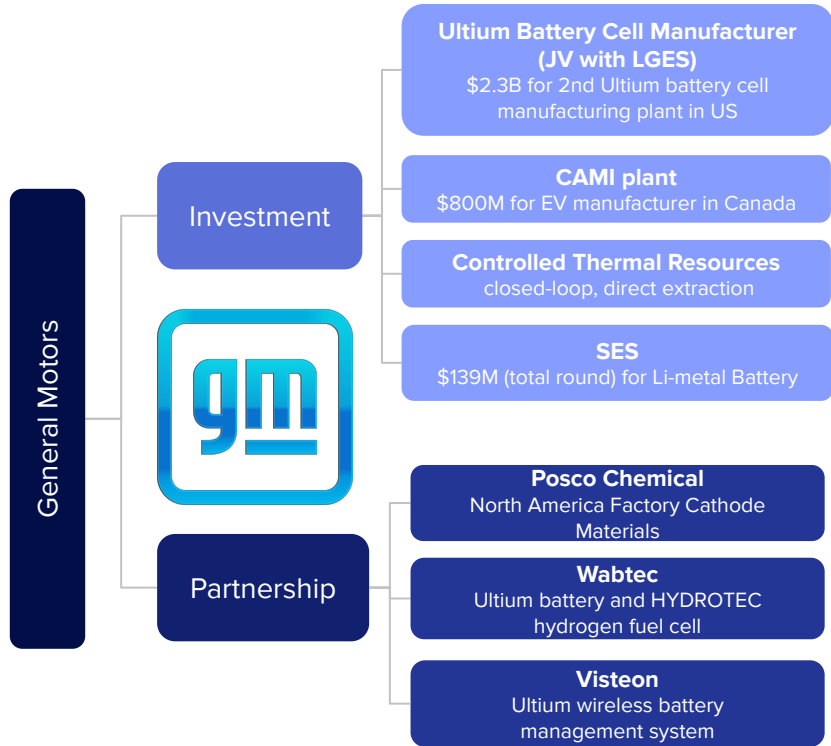 General Motors
Investment
Ultium Battery Cell Manufacturer
(JV with LGES)
$2.3B for 2nd Ultium battery cell
manufacturing plant in US
CAMI plant
$800M for EV manufacturer in Canada
Controlled Thermal Resources
closed-loop, direct extraction
SES
$139M (total round) for Li-metal Battery
gm
Partnership
Posco Chemical
North America Factory Cathode
Materials
Wabtec
Ultium battery and HYDROTEC
hydrogen fuel cell
Visteon
Ultium wireless battery
management system